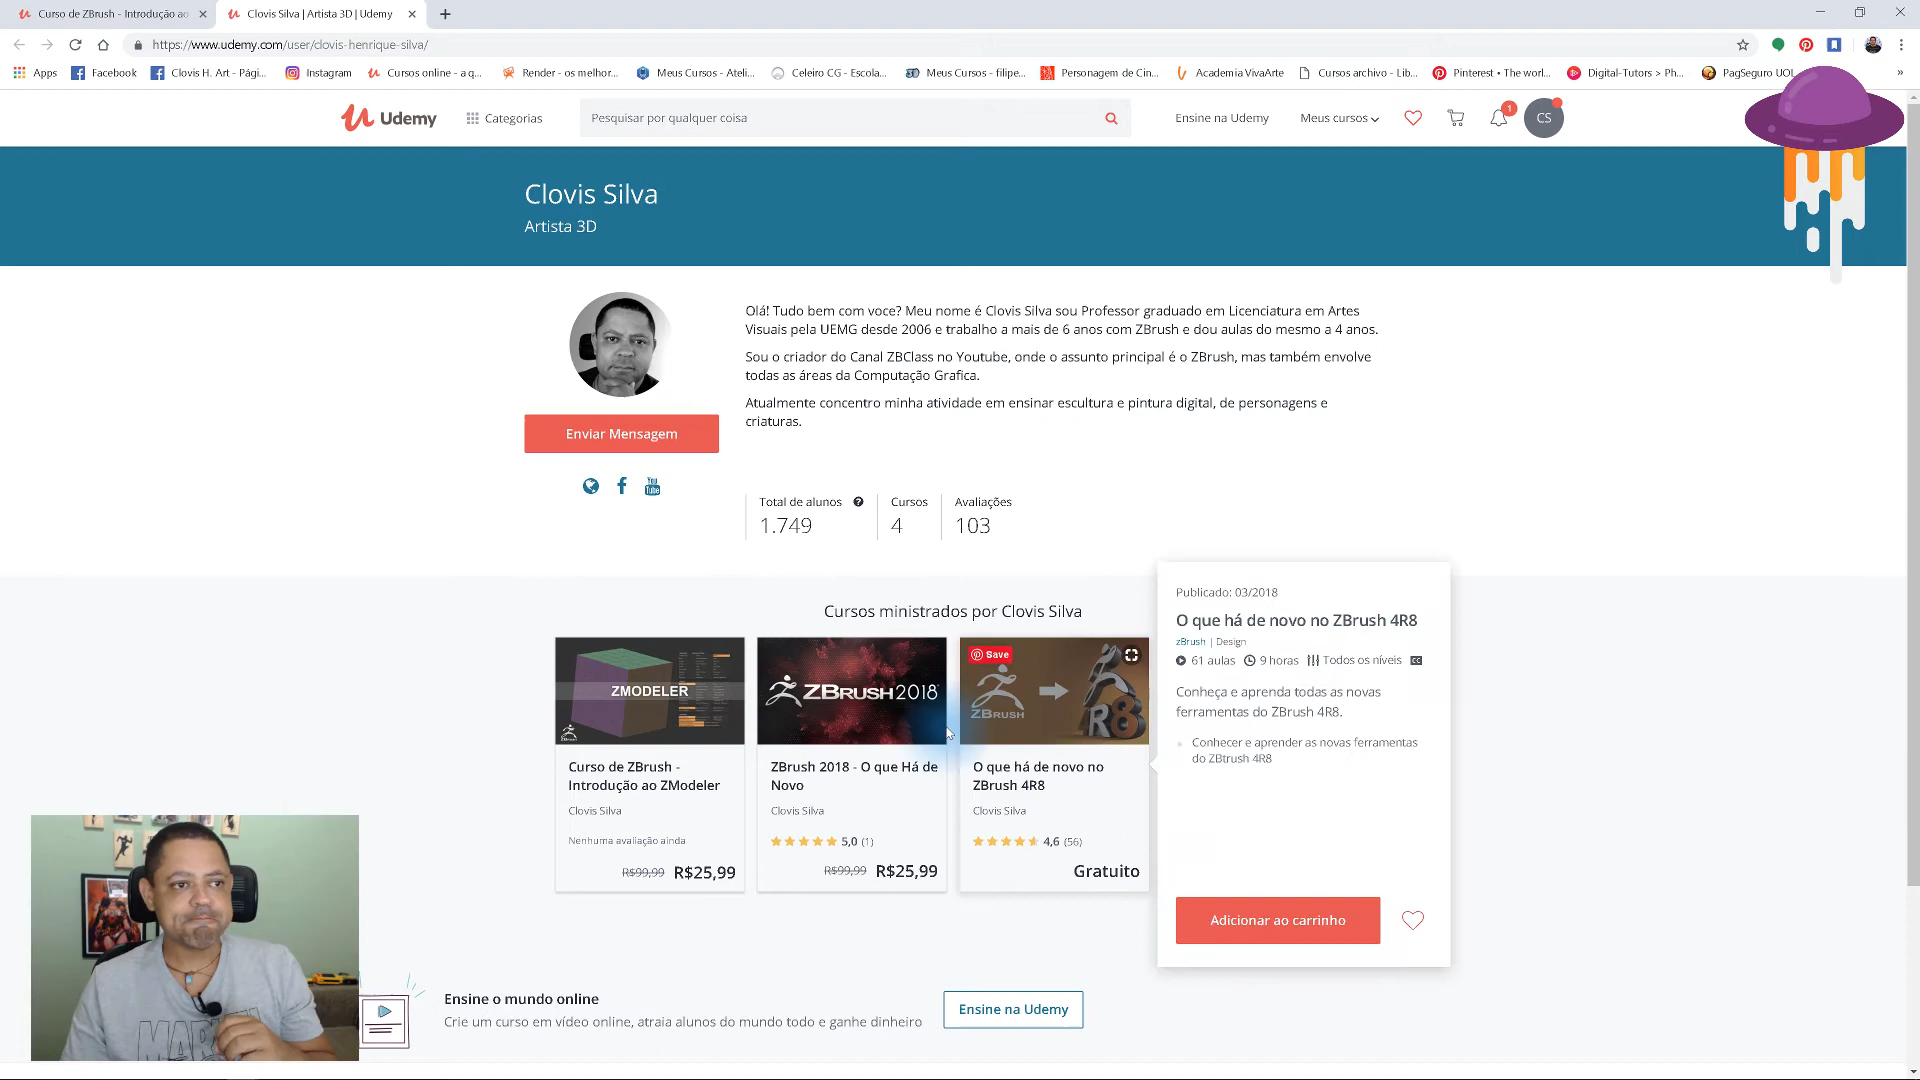 Curso de ZBrush - Introdução ao
Clovis Silva | Artista 3D | Udemy
https://www.udemy.com/user/clovis-henrique-silva/
Apps
Facebook
Clovis H. Art - Pági...
Instagram
Cursos online - a q...
Render - os melhor...
Meus Cursos - Ateli...
Celeiro CG - Escola...
Meus Cursos - filipe...
Personagem de Cin...
Academia VivaArte
Cursos archivo - Lib...
Pinterest • The worl...
Digital-Tutors > Ph...
PagSeguro UOL
Udemy
Categorias
Pesquisar por qualquer coisa
Ensine na Udemy
Meus cursos
1
CS
Clovis Silva
Artista 3D
Olá! Tudo bem com voce? Meu nome é Clovis Silva sou Professor graduado em Licenciatura em Artes
Visuais pela UEMG desde 2006 e trabalho a mais de 6 anos com ZBrush e dou aulas do mesmo a 4 anos.
Sou o criador do Canal ZBClass no Youtube, onde o assunto principal é o ZBrush, mas também envolve
todas as áreas da Computação Grafica.
Atualmente concentro minha atividade em ensinar escultura e pintura digital, de personagens e
criaturas.
Enviar Mensagem
You
Tube
Total de alunos
Cursos
Avaliações
1.749
4
103
Cursos ministrados por Clovis Silva
ZMODELER
ZBRUSH
Curso de ZBrush -
Introdução ao ZModeler
Clovis Silva
Nenhuma avaliação ainda
R$99,99 R$25,99
ZBRUSH 2018
ZBrush 2018 - O que Há de
Novo
Clovis Silva
5,0 (1)
R$99,99 R$25,99
Save
ZBRUSH
R8
O que há de novo no
ZBrush 4R8
Clovis Silva
4,6 (56)
Gratuito
Publicado: 03/2018
O que há de novo no ZBrush 4R8
zBrush | Design
61 aulas
9 horas
Todos os níveis
CC
Conheça e aprenda todas as novas
ferramentas do ZBrush 4R8.
Conhecer e aprender as novas ferramentas
do ZBtrush 4R8
Adicionar ao carrinho
Ensine o mundo online
Crie um curso em vídeo online, atraia alunos do mundo todo e ganhe dinheiro
Ensine na Udemy